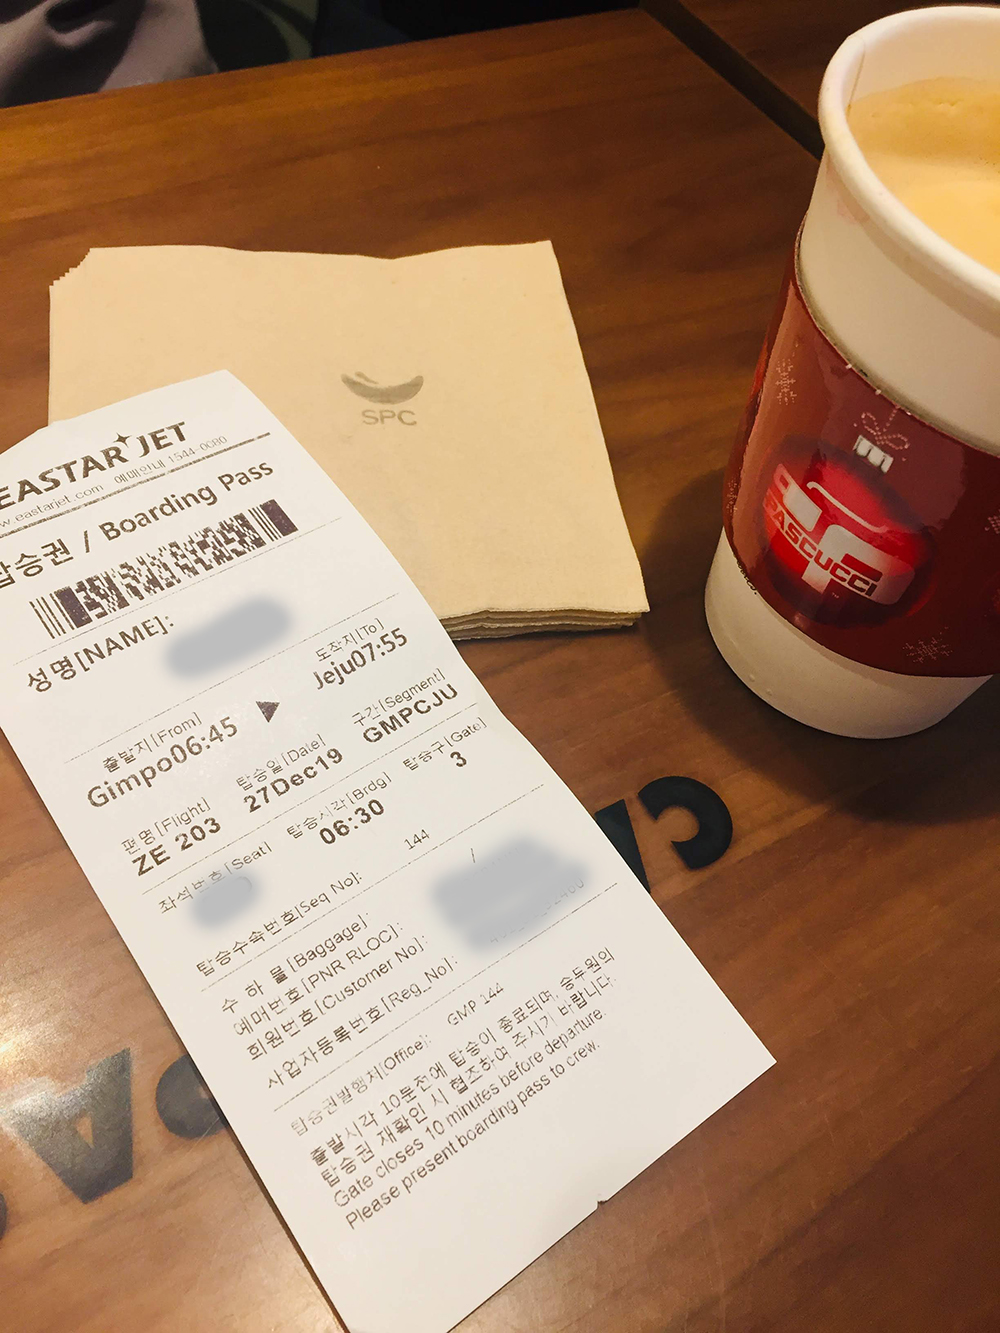 EASTAR JET
w.eastarjet.com 예매안내 1544-0080
탑승권 / Boarding Pass
성명[NAME]:
출발지[From] 도착지[To]
Gimpo06:45 Jeju07:55
편명[Flight] 탑승일[Date] 구간[Segment]
ZE 203 27Dec19 GMPCJU
좌석번호[Seat] 탑승시각[Brdg] 탑승구[Gate]
06:30 3
탑승수속번호[Seq No]: 144
수 하 물[Baggage]: /
예매번호[PNR RLOC]:
회원번호[Customer No]:
사업자등록번호[Reg_No]:
탑승권발행처[Office]: GMP 144
출발시각 10분전에 탑승이 종료되며, 승무원의
탑승권 재확인 시 협조하여 주시기 바랍니다.
Gate closes 10 minutes before departure.
Please present boarding pass to crew.
SPC
PASCUCCI